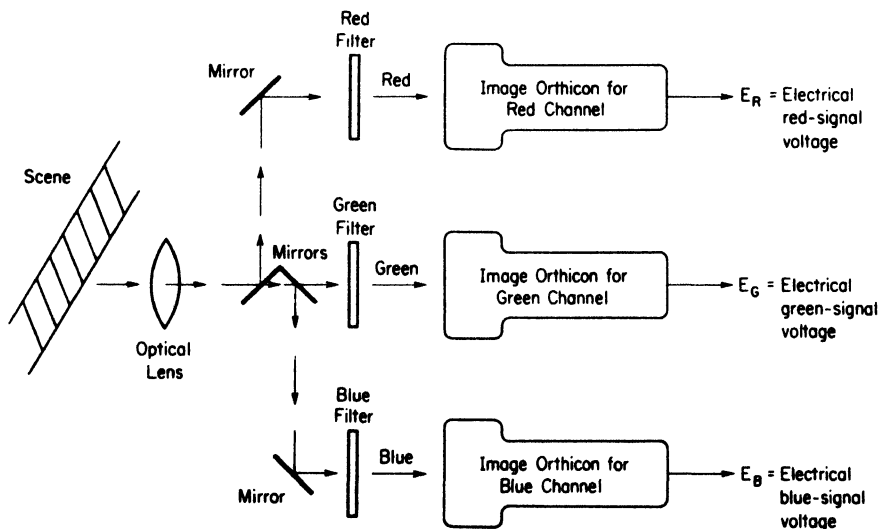 Red
Filter
Mirror
Red
Image Orthicon for
Red Channel
E_R = Electrical
red-signal
voltage
Scene
Green
Filter
Mirrors
Green
Image Orthicon for
Green Channel
E_G = Electrical
green-signal
voltage
Optical
Lens
Blue
Filter
Mirror
Blue
Image Orthicon for
Blue Channel
E_B = Electrical
blue-signal
voltage